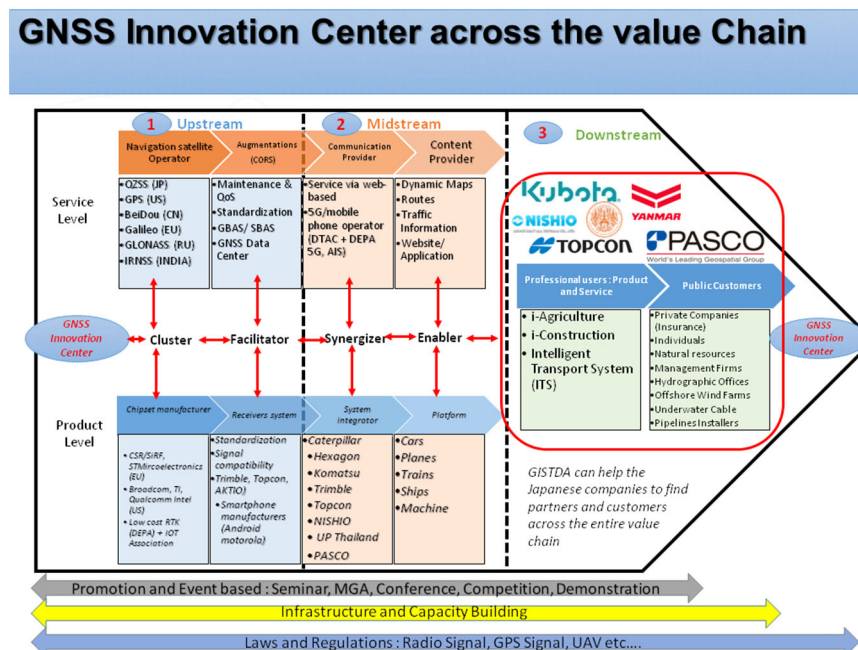 GNSS Innovation Center across the value Chain
1 Upstream
2 Midstream
3 Downstream
Navigation satellite
Operator
Augmentations
(CORS)
Communication
Provider
Content
Provider
Service
Level
•QZSS (JP)
•GPS (US)
•BeiDou (CN)
•Galileo (EU)
•GLONASS (RU)
•IRNSS (INDIA)
•Maintenance &
QoS
•Standardization
•GBAS/ SBAS
•GNSS Data
Center
•Service via web-
based
•5G/mobile
phone operator
(DTAC + DEPA
5G, AIS)
•Dynamic Maps
•Routes
•Traffic
Information
•Website/
Application
Kubota
YANMAR
NISHIO
TOPCON
PASCO
World's Leading Geospatial Group
Professional users : Product
and Service
Public Customers
• i-Agriculture
• i-Construction
• Intelligent
Transport System
(ITS)
•Private Companies
(Insurance)
•Individuals
•Natural resources
•Management Firms
•Hydrographic Offices
•Offshore Wind Farms
•Underwater Cable
•Pipelines Installers
GNSS
Innovation
Center
Cluster
Facilitator
Synergizer
Enabler
GNSS
Innovation
Center
Product
Level
Chipset manufacturer
Receivers system
System
integrator
Platform
• CSR/SiRF,
STMircoelectronics
(EU)
• Broadcom, TI,
Qualcomm Intel
(US)
• Low cost RTK
(DEPA) + IOT
Association
•Standardization
•Signal
compatibility
•Trimble, Topcon,
AKTIO)
•Smartphone
manufacturers
(Android
motorola)
•Caterpillar
•Hexagon
•Komatsu
•Trimble
•Topcon
•NISHIO
•UP Thailand
•PASCO
•Cars
•Planes
•Trains
•Ships
•Machine
GISTDA can help the
Japanese companies to find
partners and customers
across the entire value
chain
Promotion and Event based : Seminar, MGA, Conference, Competition, Demonstration
Infrastructure and Capacity Building
Laws and Regulations : Radio Signal, GPS Signal, UAV etc....